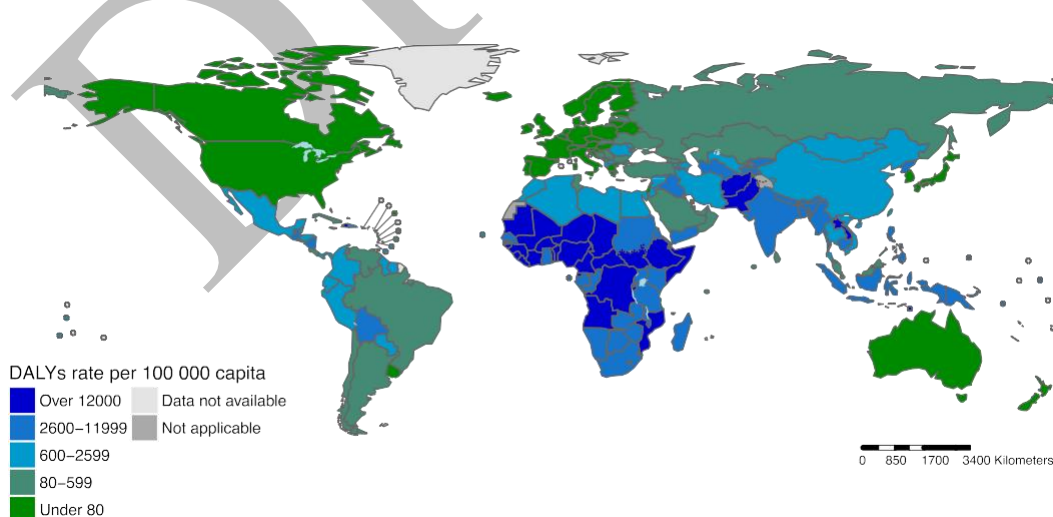 DALYs rate per 100 000 capita
Over 12000
2600–11999
600–2599
80–599
Under 80
Data not available
Not applicable
0 850 1700 3400 Kilometers